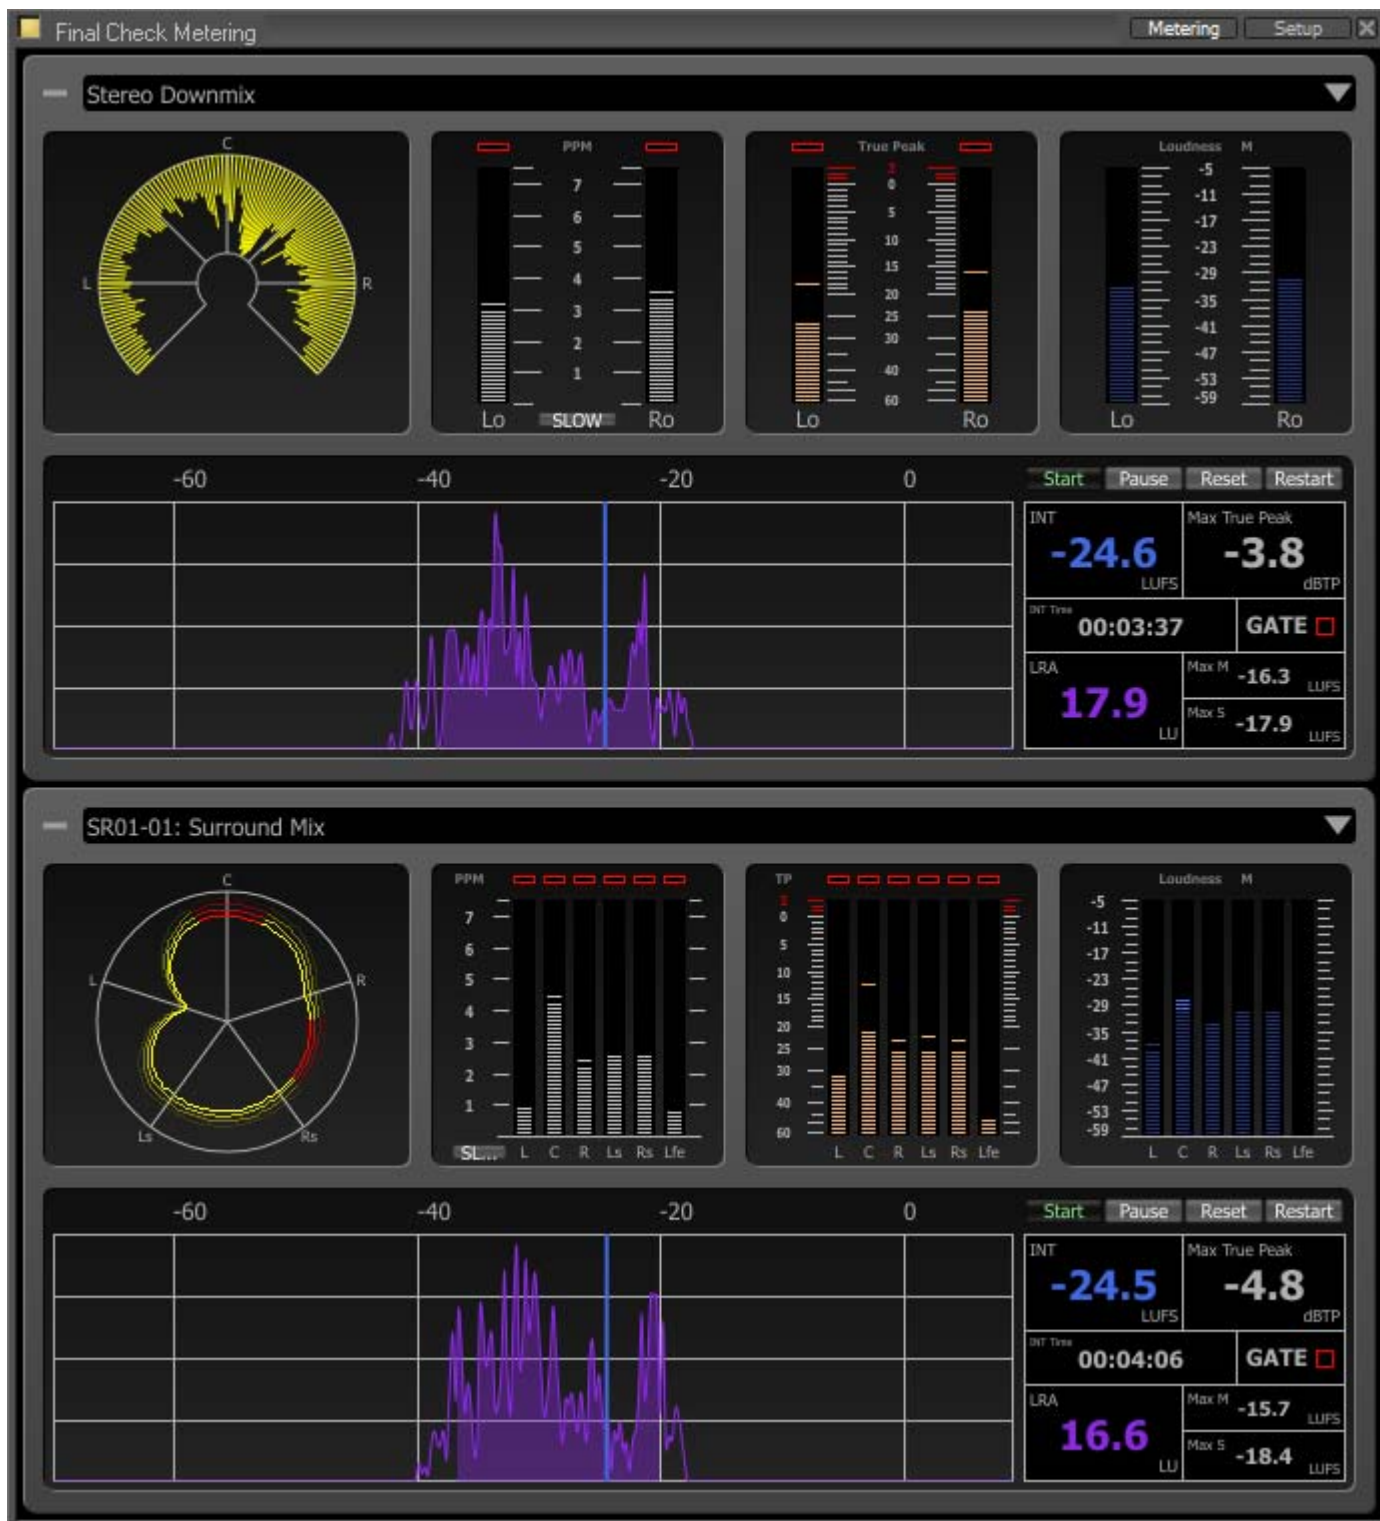 Final Check Metering Metering Setup
Stereo Downmix
C
L R
PPM
7
6
5
4
3
2
1
Lo SLOW Ro
True Peak
3
0
5
10
15
20
25
30
40
60
Lo Ro
Loudness M
-5
-11
-17
-23
-29
-35
-41
-47
-53
-59
Lo Ro
-60 -40 -20 0
Start Pause Reset Restart
INT
-24.6
LUFS
Max True Peak
-3.8
dBTP
INT Time
00:03:37
GATE
LRA
17.9
LU
Max M -16.3 LUFS
Max S -17.9 LUFS
SR01-01: Surround Mix
C
L R
Ls Rs
PPM
7
6
5
4
3
2
1
SL... L C R Ls Rs Lfe
TP
3
0
5
10
15
20
25
30
40
60
L C R Ls Rs Lfe
Loudness M
-5
-11
-17
-23
-29
-35
-41
-47
-53
-59
L C R Ls Rs Lfe
-60 -40 -20 0
Start Pause Reset Restart
INT
-24.5
LUFS
Max True Peak
-4.8
dBTP
INT Time
00:04:06
GATE
LRA
16.6
LU
Max M -15.7 LUFS
Max S -18.4 LUFS